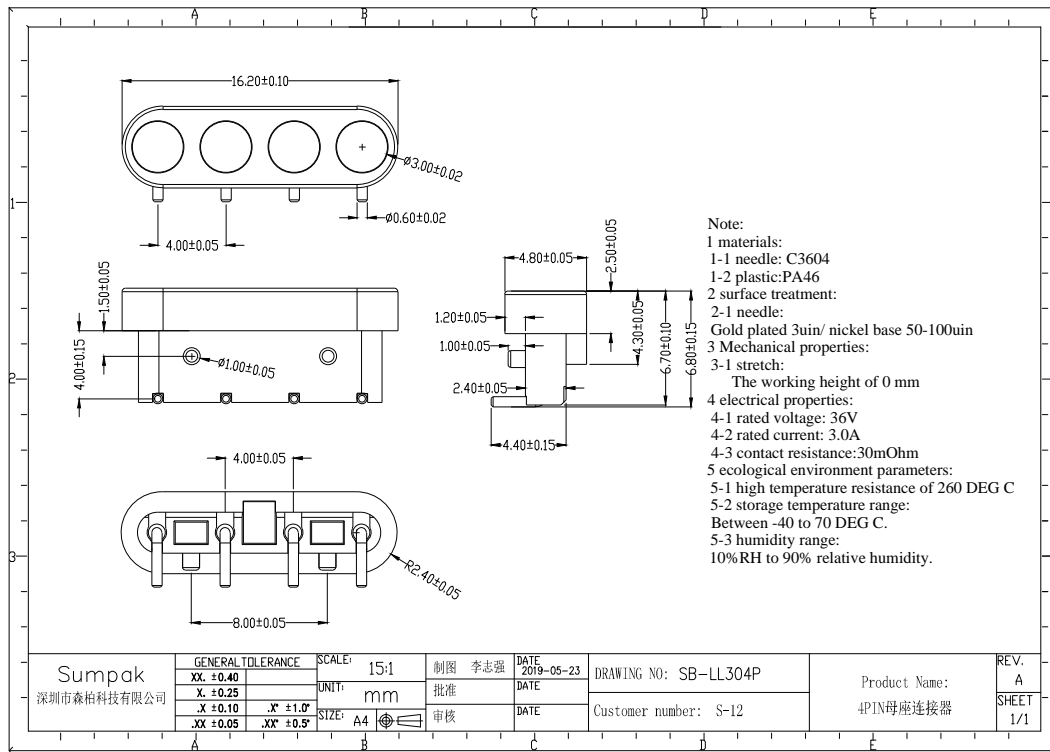 A B C D E
16.20±0.10
ø3.00±0.02
ø0.60±0.02
4.00±0.05
1
1.50±0.05
4.00±0.15
ø1.00±0.05
2
4.80±0.05
2.50±0.05
1.20±0.05
1.00±0.05
2.40±0.05
4.40±0.15
4.30±0.05
6.70±0.10
6.80±0.15
4.00±0.05
R2.40±0.05
8.00±0.05
3
Note:
1 materials:
1-1 needle: C3604
1-2 plastic:PA46
2 surface treatment:
2-1 needle:
Gold plated 3uin/ nickel base 50-100uin
3 Mechanical properties:
3-1 stretch:
The working height of 0 mm
4 electrical properties:
4-1 rated voltage: 36V
4-2 rated current: 3.0A
4-3 contact resistance:30mOhm
5 ecological environment parameters:
5-1 high temperature resistance of 260 DEG C
5-2 storage temperature range:
Between -40 to 70 DEG C.
5-3 humidity range:
10%RH to 90% relative humidity.
Sumpak
深圳市森柏科技有限公司
GENERAL TOLERANCE
XX. ±0.40
X. ±0.25
.X ±0.10 .X° ±1.0°
.XX ±0.05 .XX° ±0.5°
SCALE: 15:1
UNIT: mm
SIZE: A4
制图 李志强 DATE 2019-05-23
批准 DATE
审核 DATE
DRAWING NO: SB-LL304P
Customer number: S-12
Product Name:
4PIN母座连接器
REV.
A
SHEET
1/1
A B C D E